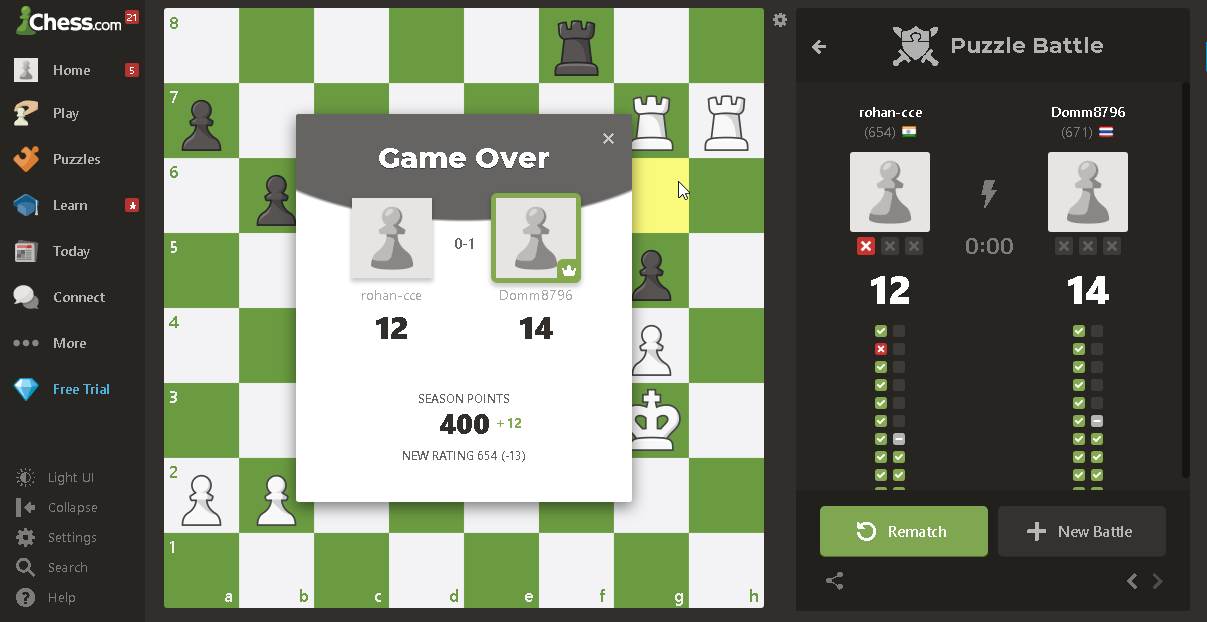 Chess.com
21
Home
5
Play
Puzzles
Learn
Today
Connect
More
Free Trial
Light UI
Collapse
Settings
Search
Help
8
7
6
5
4
3
2
1
a
b
c
d
e
f
g
h
Game Over
0-1
rohan-cce
Domm8796
12
14
SEASON POINTS
400 +12
NEW RATING 654 (-13)
Puzzle Battle
rohan-cce
Domm8796
(654)
(671)
0:00
12
14
Rematch
New Battle